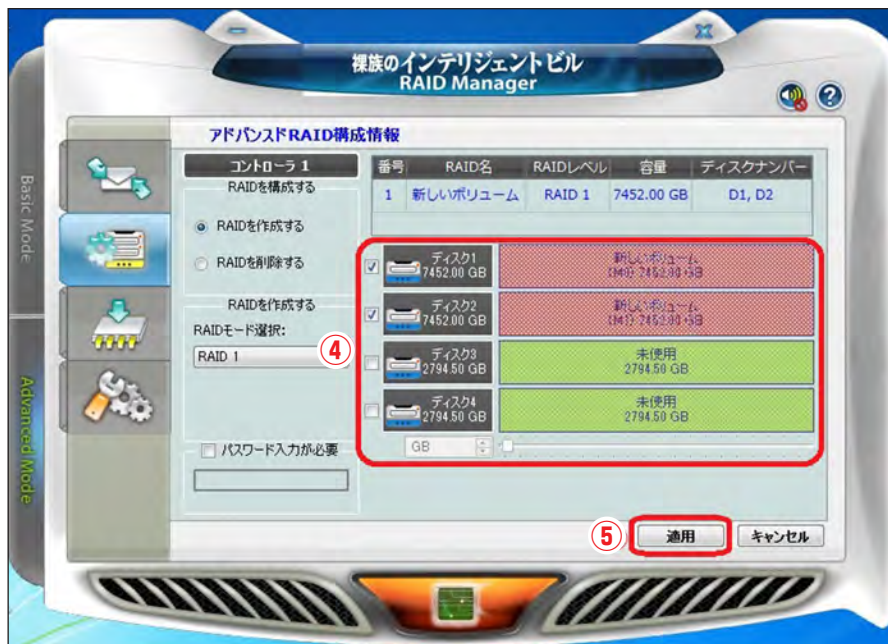 裸族のインテリジェントビル
RAID Manager
Basic Mode
Advanced Mode
アドバンスドRAID構成情報
コントローラ 1
RAIDを構成する
RAIDを作成する
RAIDを削除する
RAIDを作成する
RAIDモード選択:
RAID 1
パスワード入力が必要
番号 RAID名 RAIDレベル 容量 ディスクナンバー
1 新しいボリューム RAID 1 7452.00 GB D1, D2
④
ディスク1
7452.00 GB
新しいボリューム
(M1) 7452.00 GB
ディスク2
7452.00 GB
新しいボリューム
(M1) 7452.00 GB
ディスク3
2794.50 GB
未使用
2794.50 GB
ディスク4
2794.50 GB
未使用
2794.50 GB
GB
⑤
適用
キャンセル